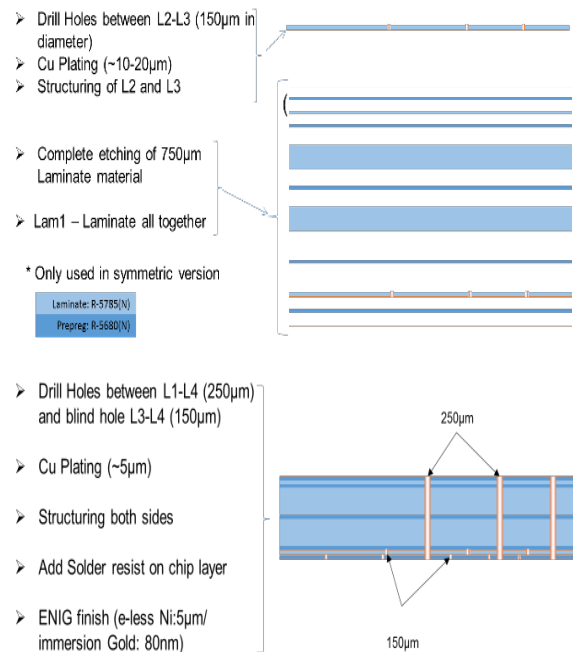 ➢ Drill Holes between L2-L3 (150µm in
diameter)
➢ Cu Plating (~10-20µm)
➢ Structuring of L2 and L3
➢ Complete etching of 750µm
Laminate material
➢ Lam1 – Laminate all together
* Only used in symmetric version
Laminate: R-5785(N)
Prepreg: R-5680(N)
➢ Drill Holes between L1-L4 (250µm)
and blind hole L3-L4 (150µm)
➢ Cu Plating (~5µm)
➢ Structuring both sides
➢ Add Solder resist on chip layer
➢ ENIG finish (e-less Ni:5µm/
immersion Gold: 80nm)
250µm
150µm